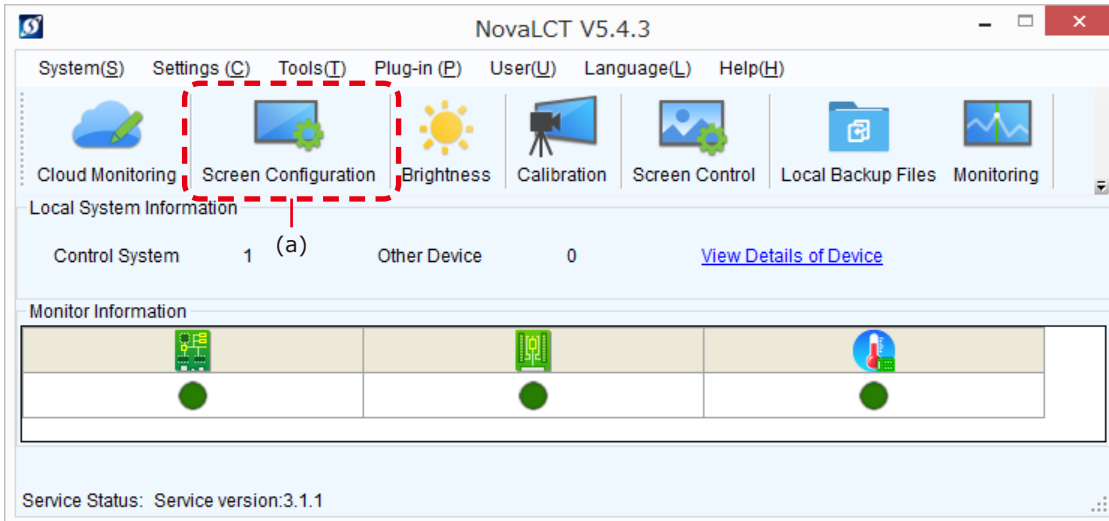 NovaLCT V5.4.3
System(S) Settings (C) Tools(T) Plug-in (P) User(U) Language(L) Help(H)
Cloud Monitoring Screen Configuration Brightness Calibration Screen Control Local Backup Files Monitoring
Local System Information
(a)
Control System 1 Other Device 0 View Details of Device
Monitor Information
Service Status: Service version:3.1.1